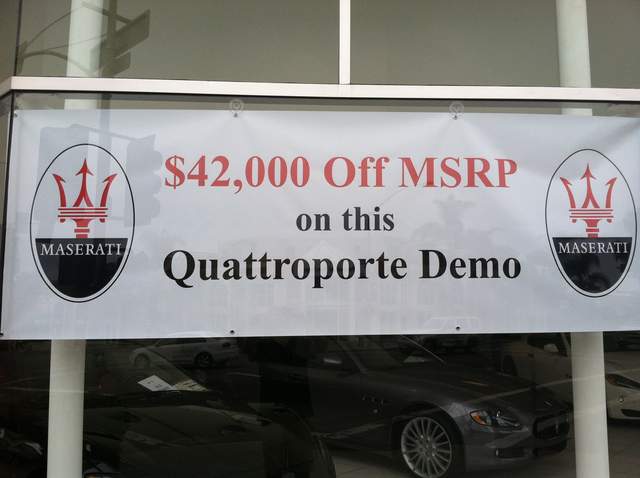 $42,000 Off MSRP
on this
Quattroporte Demo
MASERATI
MASERATI